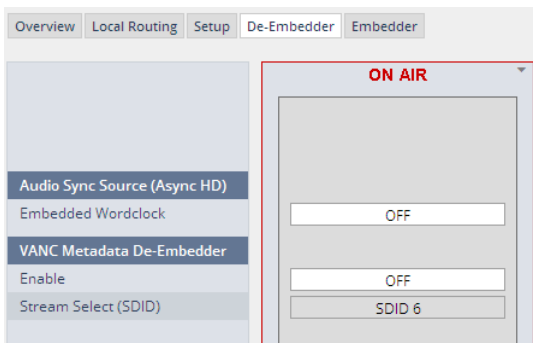 Overview Local Routing Setup De-Embedder Embedder
ON AIR
Audio Sync Source (Async HD)
Embedded Wordclock OFF
VANC Metadata De-Embedder
Enable OFF
Stream Select (SDID) SDID 6